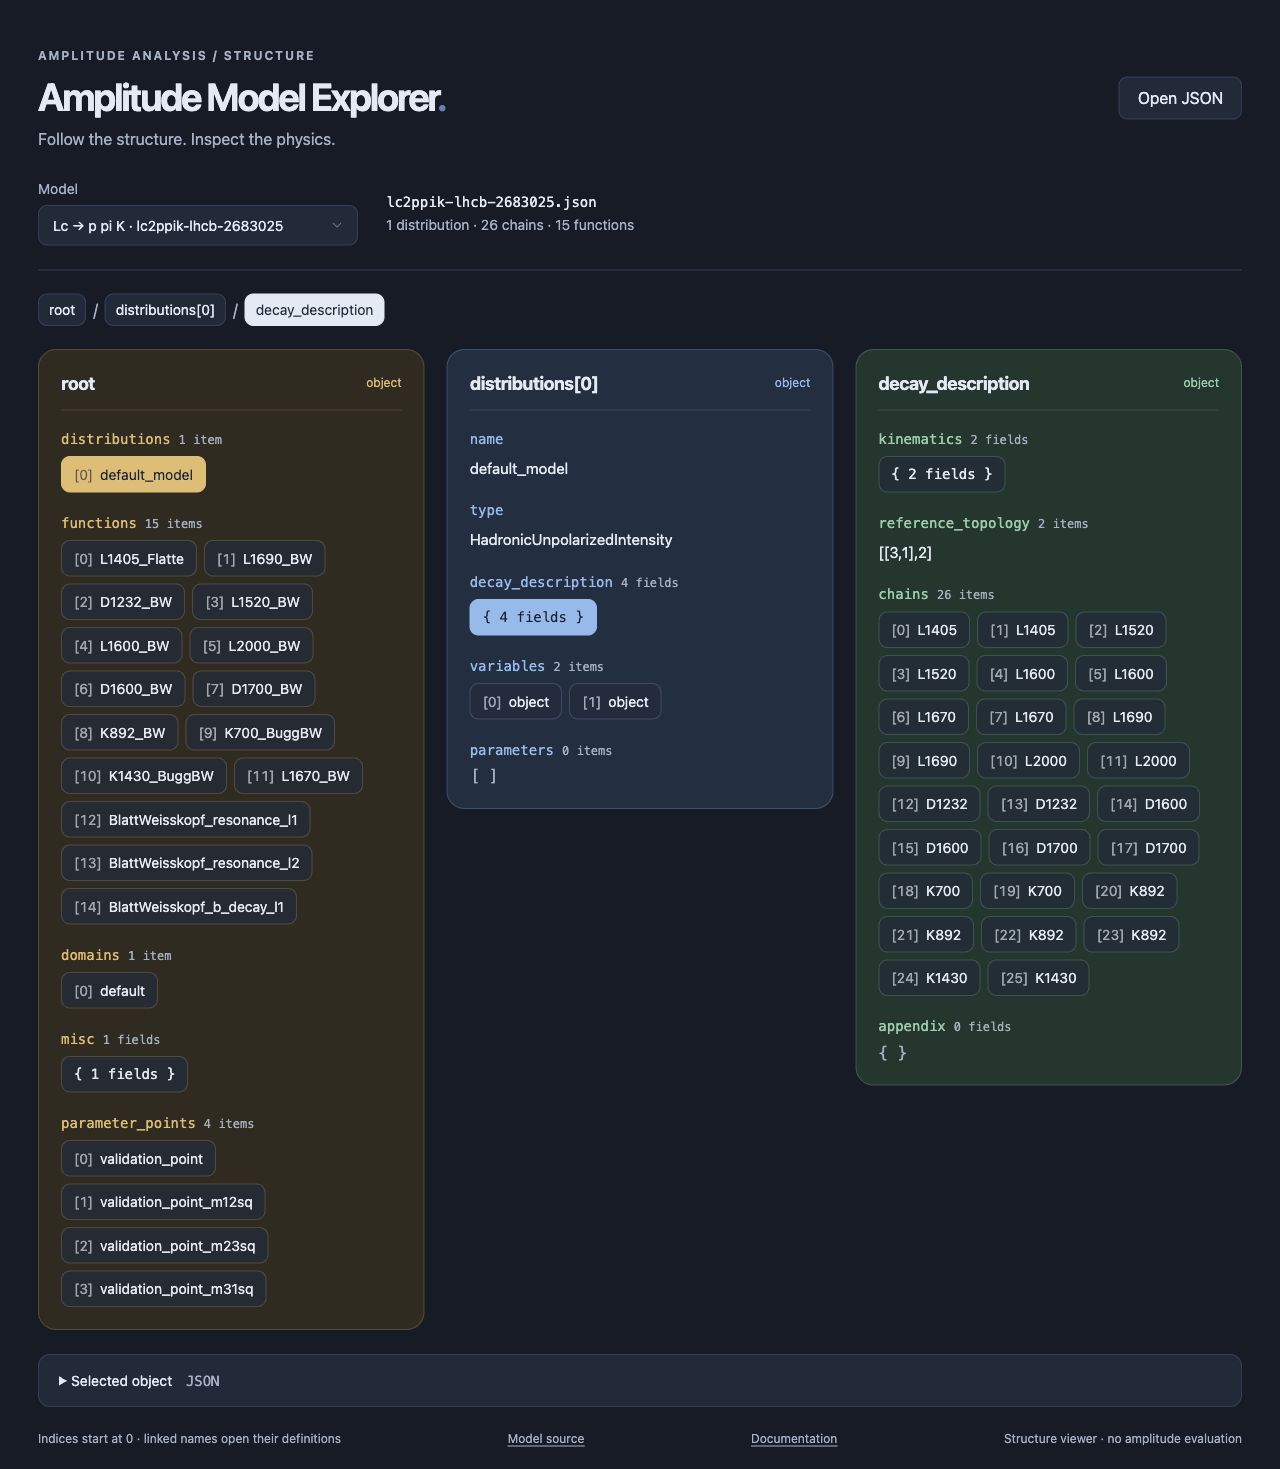 AMPLITUDE ANALYSIS / STRUCTURE
Amplitude Model Explorer.
Open JSON
Follow the structure. Inspect the physics.
Model
Lc → p pi K · lc2ppik-lhcb-2683025
lc2ppik-lhcb-2683025.json
1 distribution · 26 chains · 15 functions
root / distributions[0] / decay_description
root object
distributions 1 item
[0] default_model
functions 15 items
[0] L1405_Flatte [1] L1690_BW
[2] D1232_BW [3] L1520_BW
[4] L1600_BW [5] L2000_BW
[6] D1600_BW [7] D1700_BW
[8] K892_BW [9] K700_BuggBW
[10] K1430_BuggBW [11] L1670_BW
[12] BlattWeisskopf_resonance_l1
[13] BlattWeisskopf_resonance_l2
[14] BlattWeisskopf_b_decay_l1
domains 1 item
[0] default
misc 1 fields
{ 1 fields }
parameter_points 4 items
[0] validation_point
[1] validation_point_m12sq
[2] validation_point_m23sq
[3] validation_point_m31sq
distributions[0] object
name
default_model
type
HadronicUnpolarizedIntensity
decay_description 4 fields
{ 4 fields }
variables 2 items
[0] object [1] object
parameters 0 items
[ ]
decay_description object
kinematics 2 fields
{ 2 fields }
reference_topology 2 items
[[3,1],2]
chains 26 items
[0] L1405 [1] L1405 [2] L1520
[3] L1520 [4] L1600 [5] L1600
[6] L1670 [7] L1670 [8] L1690
[9] L1690 [10] L2000 [11] L2000
[12] D1232 [13] D1232 [14] D1600
[15] D1600 [16] D1700 [17] D1700
[18] K700 [19] K700 [20] K892
[21] K892 [22] K892 [23] K892
[24] K1430 [25] K1430
appendix 0 fields
{ }
▶ Selected object JSON
Indices start at 0 · linked names open their definitions
Model source
Documentation
Structure viewer · no amplitude evaluation